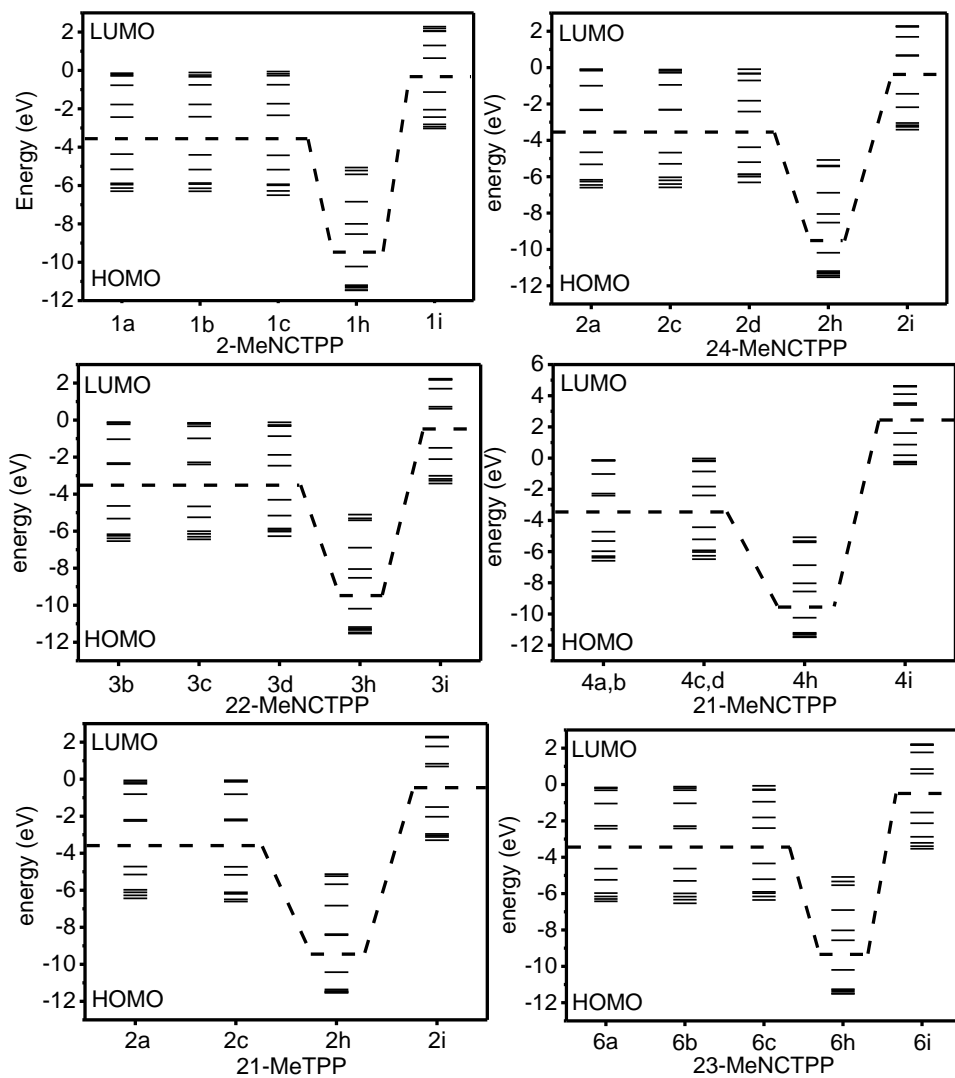 2
0
-2
-4
-6
-8
-10
-12
Energy (eV)
LUMO
HOMO
1a 1b 1c 1h 1i
2-MeNCTPP
2
0
-2
-4
-6
-8
-10
-12
energy (eV)
LUMO
HOMO
2a 2c 2d 2h 2i
24-MeNCTPP
2
0
-2
-4
-6
-8
-10
-12
energy (eV)
LUMO
HOMO
3b 3c 3d 3h 3i
22-MeNCTPP
6
4
2
0
-2
-4
-6
-8
-10
-12
energy (eV)
LUMO
HOMO
4a,b 4c,d 4h 4i
21-MeNCTPP
2
0
-2
-4
-6
-8
-10
-12
energy (eV)
LUMO
HOMO
2a 2c 2h 2i
21-MeTPP
2
0
-2
-4
-6
-8
-10
-12
energy (eV)
LUMO
HOMO
6a 6b 6c 6h 6i
23-MeNCTPP